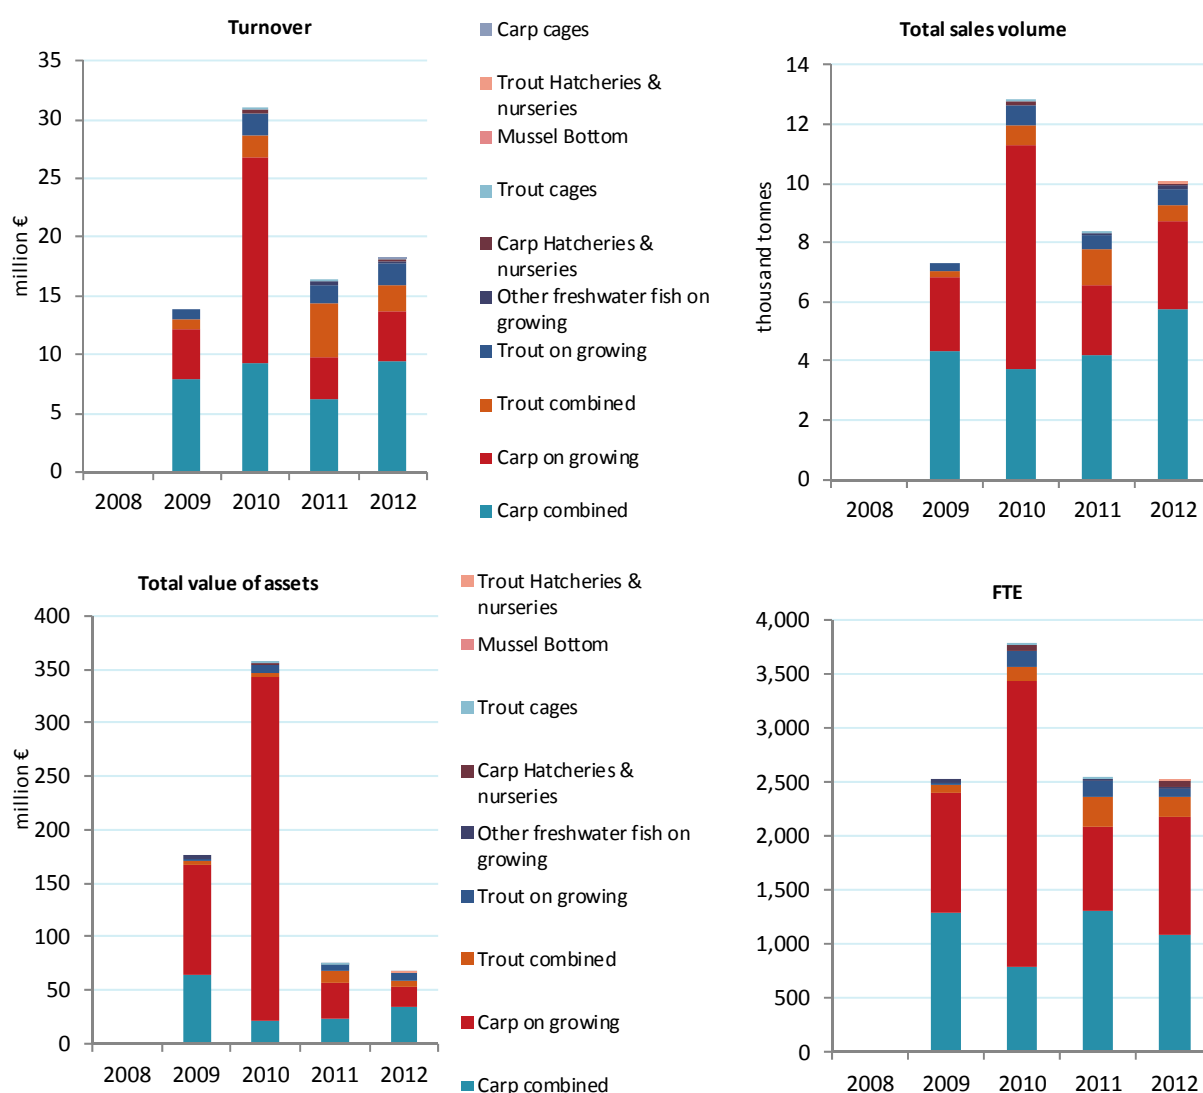 Turnover
35
30
25
20
15
10
5
0
million €
2008 2009 2010 2011 2012
Carp cages
Trout Hatcheries &
nurseries
Mussel Bottom
Trout cages
Carp Hatcheries &
nurseries
Other freshwater fish on
growing
Trout on growing
Trout combined
Carp on growing
Carp combined
Total sales volume
14
12
10
8
6
4
2
0
thousand tonnes
2008 2009 2010 2011 2012
Total value of assets
400
350
300
250
200
150
100
50
0
million €
2008 2009 2010 2011 2012
Trout Hatcheries &
nurseries
Mussel Bottom
Trout cages
Carp Hatcheries &
nurseries
Other freshwater fish on
growing
Trout on growing
Trout combined
Carp on growing
Carp combined
FTE
4,000
3,500
3,000
2,500
2,000
1,500
1,000
500
0
2008 2009 2010 2011 2012